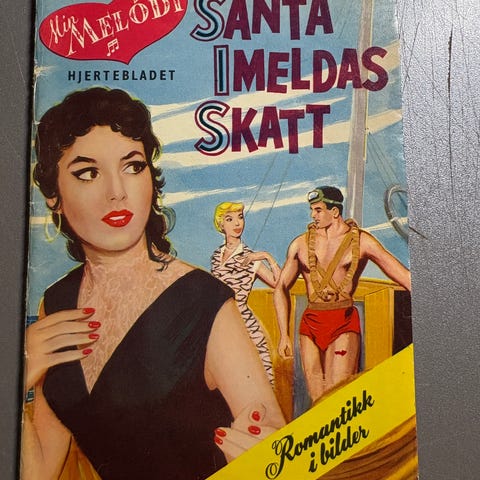 Min
MELODI
HJERTEBLADET
SANTA
IMELDAS
SKATT
Romantikk
i bilder